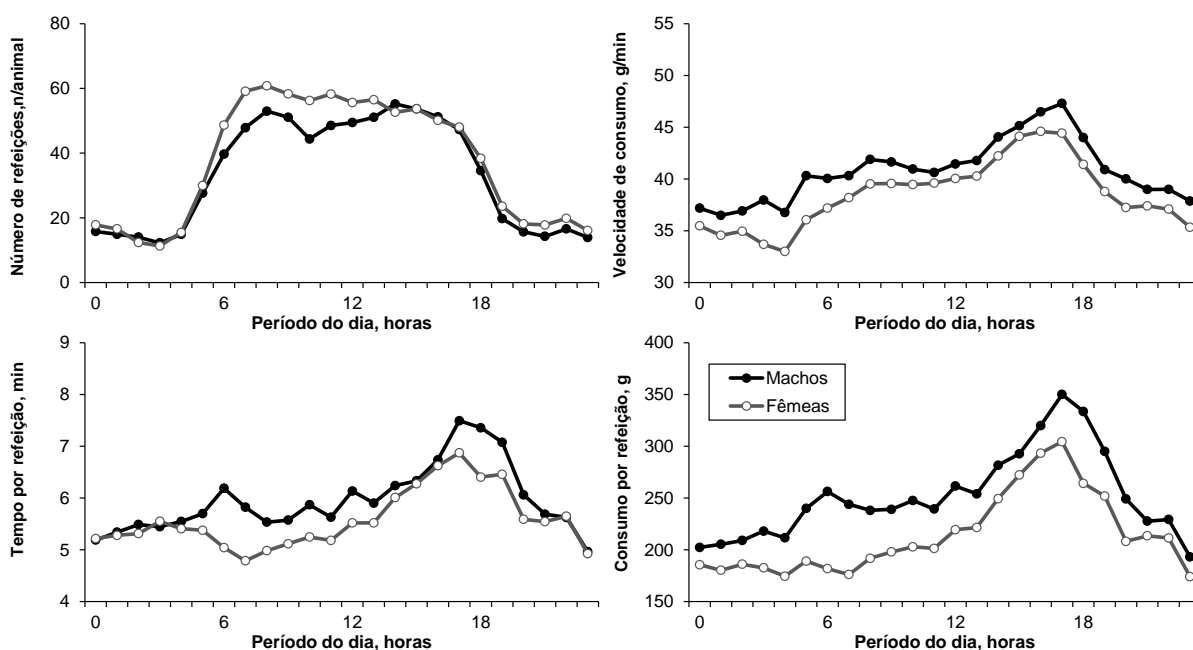 Número de refeições,n/animal
80
60
40
20
0
0 6 12 18
Período do dia, horas
Velocidade de consumo, g/min
55
50
45
40
35
30
0 6 12 18
Período do dia, horas
Tempo por refeição, min
9
8
7
6
5
4
0 6 12 18
Período do dia, horas
Consumo por refeição, g
400
350
300
250
200
150
Machos
Fêmeas
0 6 12 18
Período do dia, horas